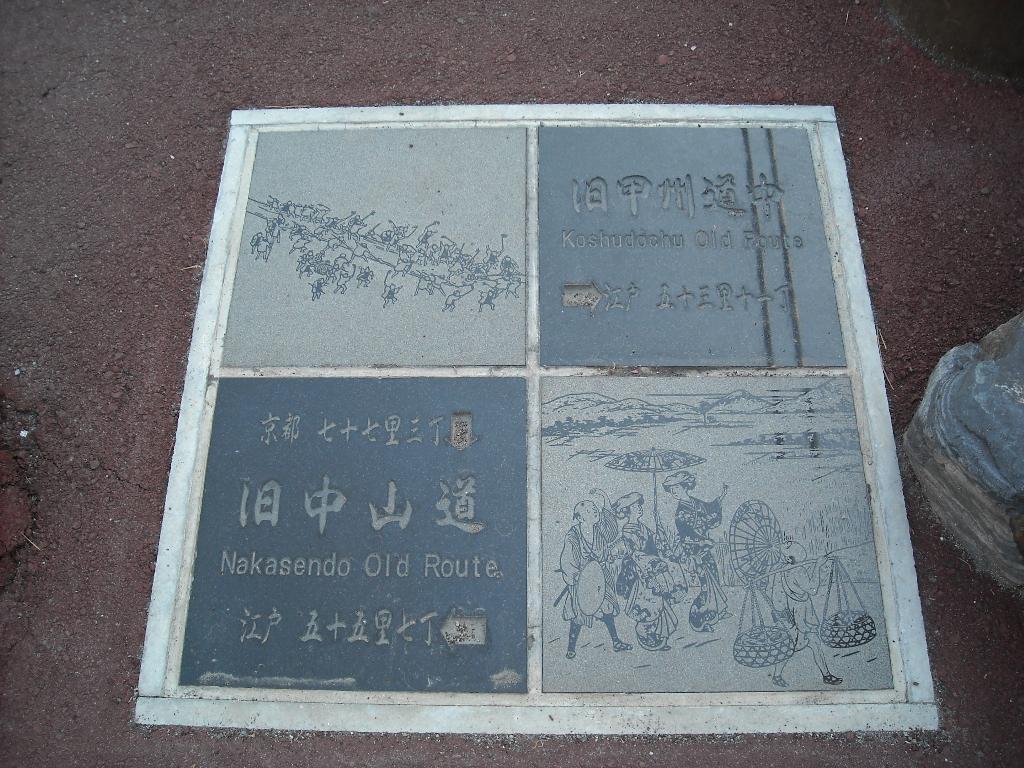 旧甲州道中
Koshudochu Old Route
江戸 五十三里十一丁
京都 七十七里三丁
旧中山道
Nakasendo Old Route
江戸 五十五里七丁